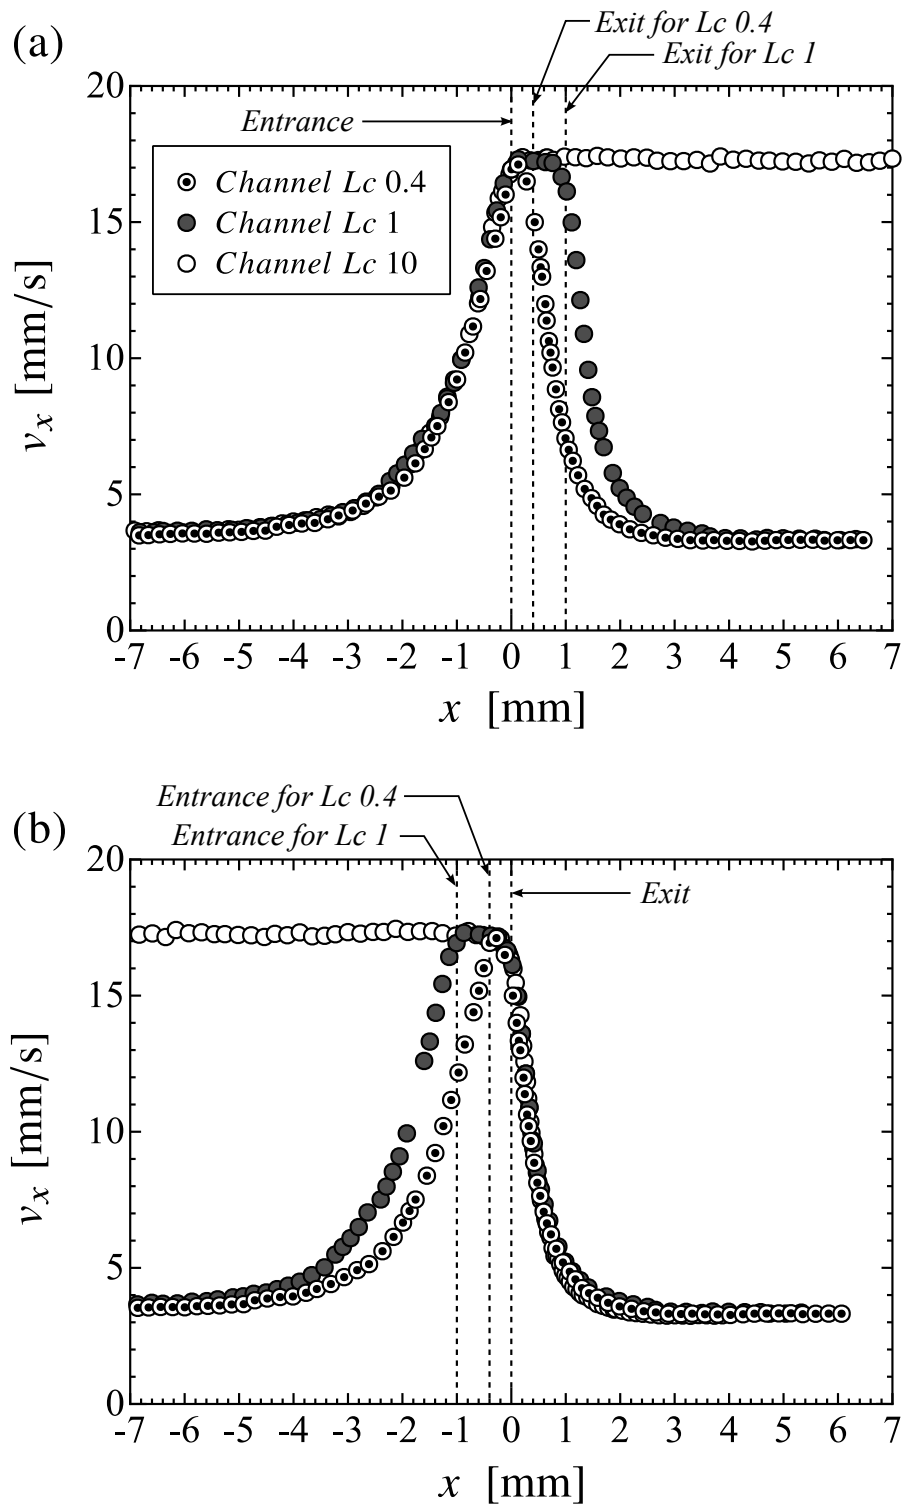 (a)
Exit for Lc 0.4
Exit for Lc 1
20
Entrance
Channel Lc 0.4
Channel Lc 1
Channel Lc 10
15
10
5
0
v_x [mm/s]
-7 -6 -5 -4 -3 -2 -1 0 1 2 3 4 5 6 7
x [mm]
(b)
Entrance for Lc 0.4
Entrance for Lc 1
20
Exit
15
10
5
0
v_x [mm/s]
-7 -6 -5 -4 -3 -2 -1 0 1 2 3 4 5 6 7
x [mm]